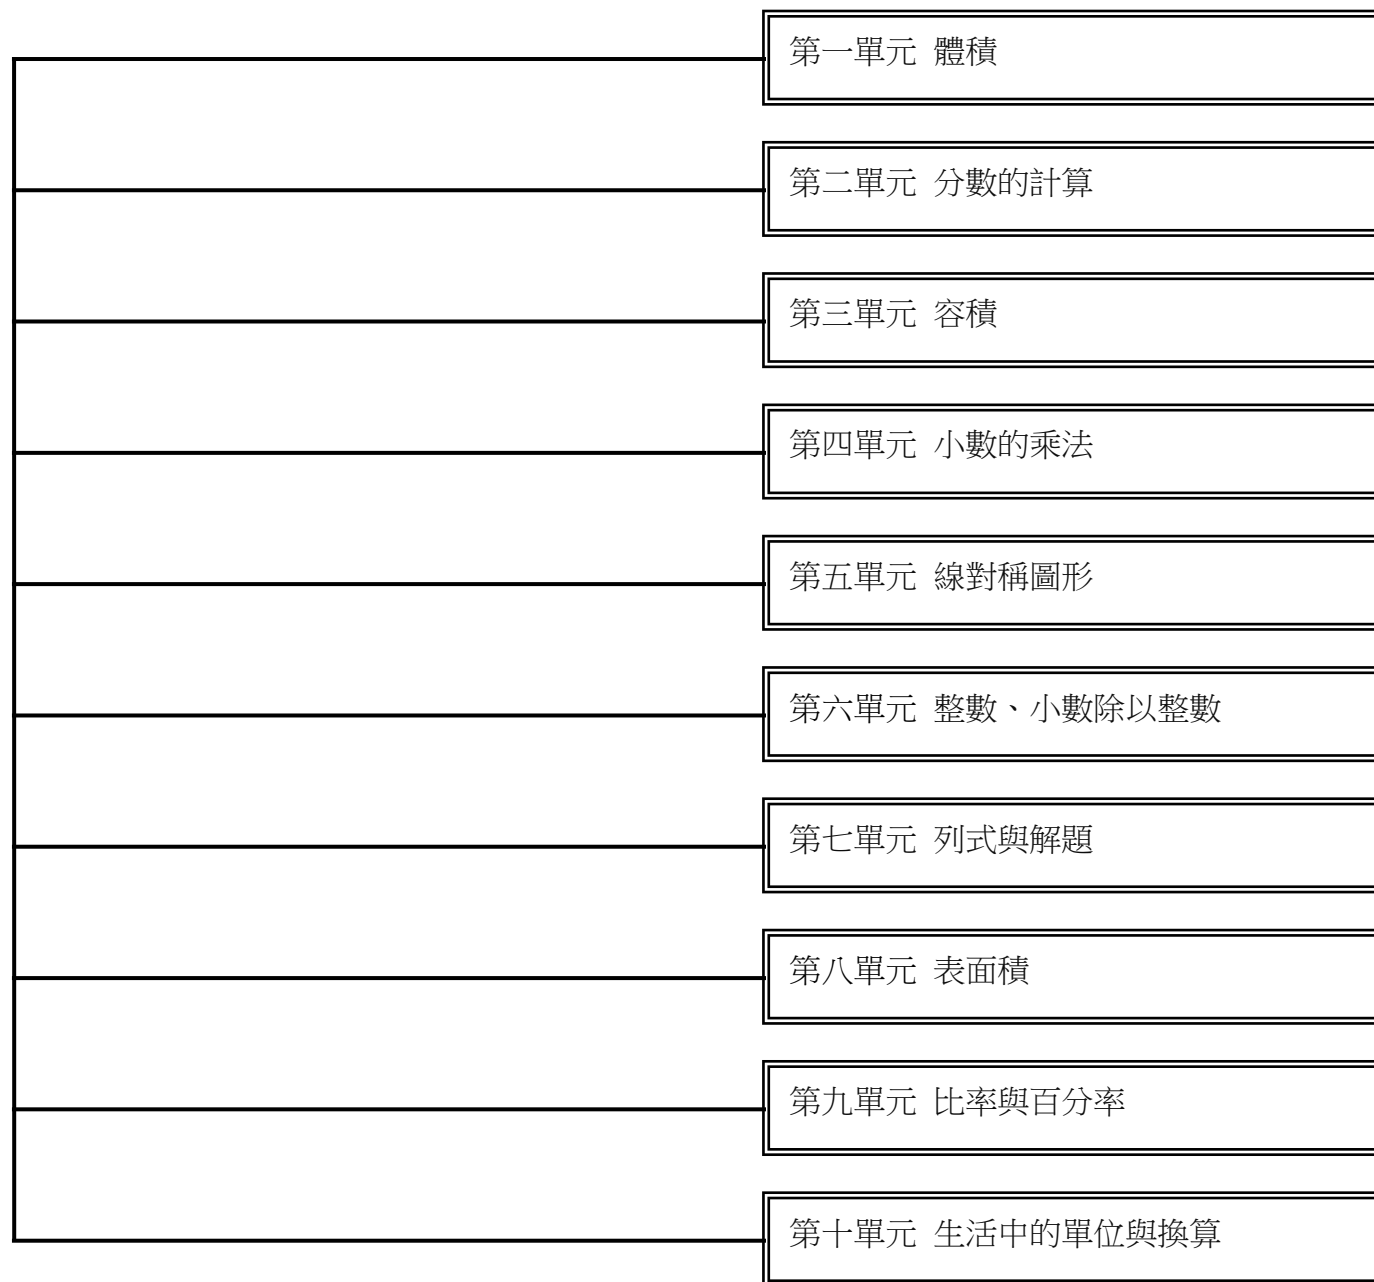 第一單元 體積
第二單元 分數的計算
第三單元 容積
第四單元 小數的乘法
第五單元 線對稱圖形
第六單元 整數、小數除以整數
第七單元 列式與解題
第八單元 表面積
第九單元 比率與百分率
第十單元 生活中的單位與換算